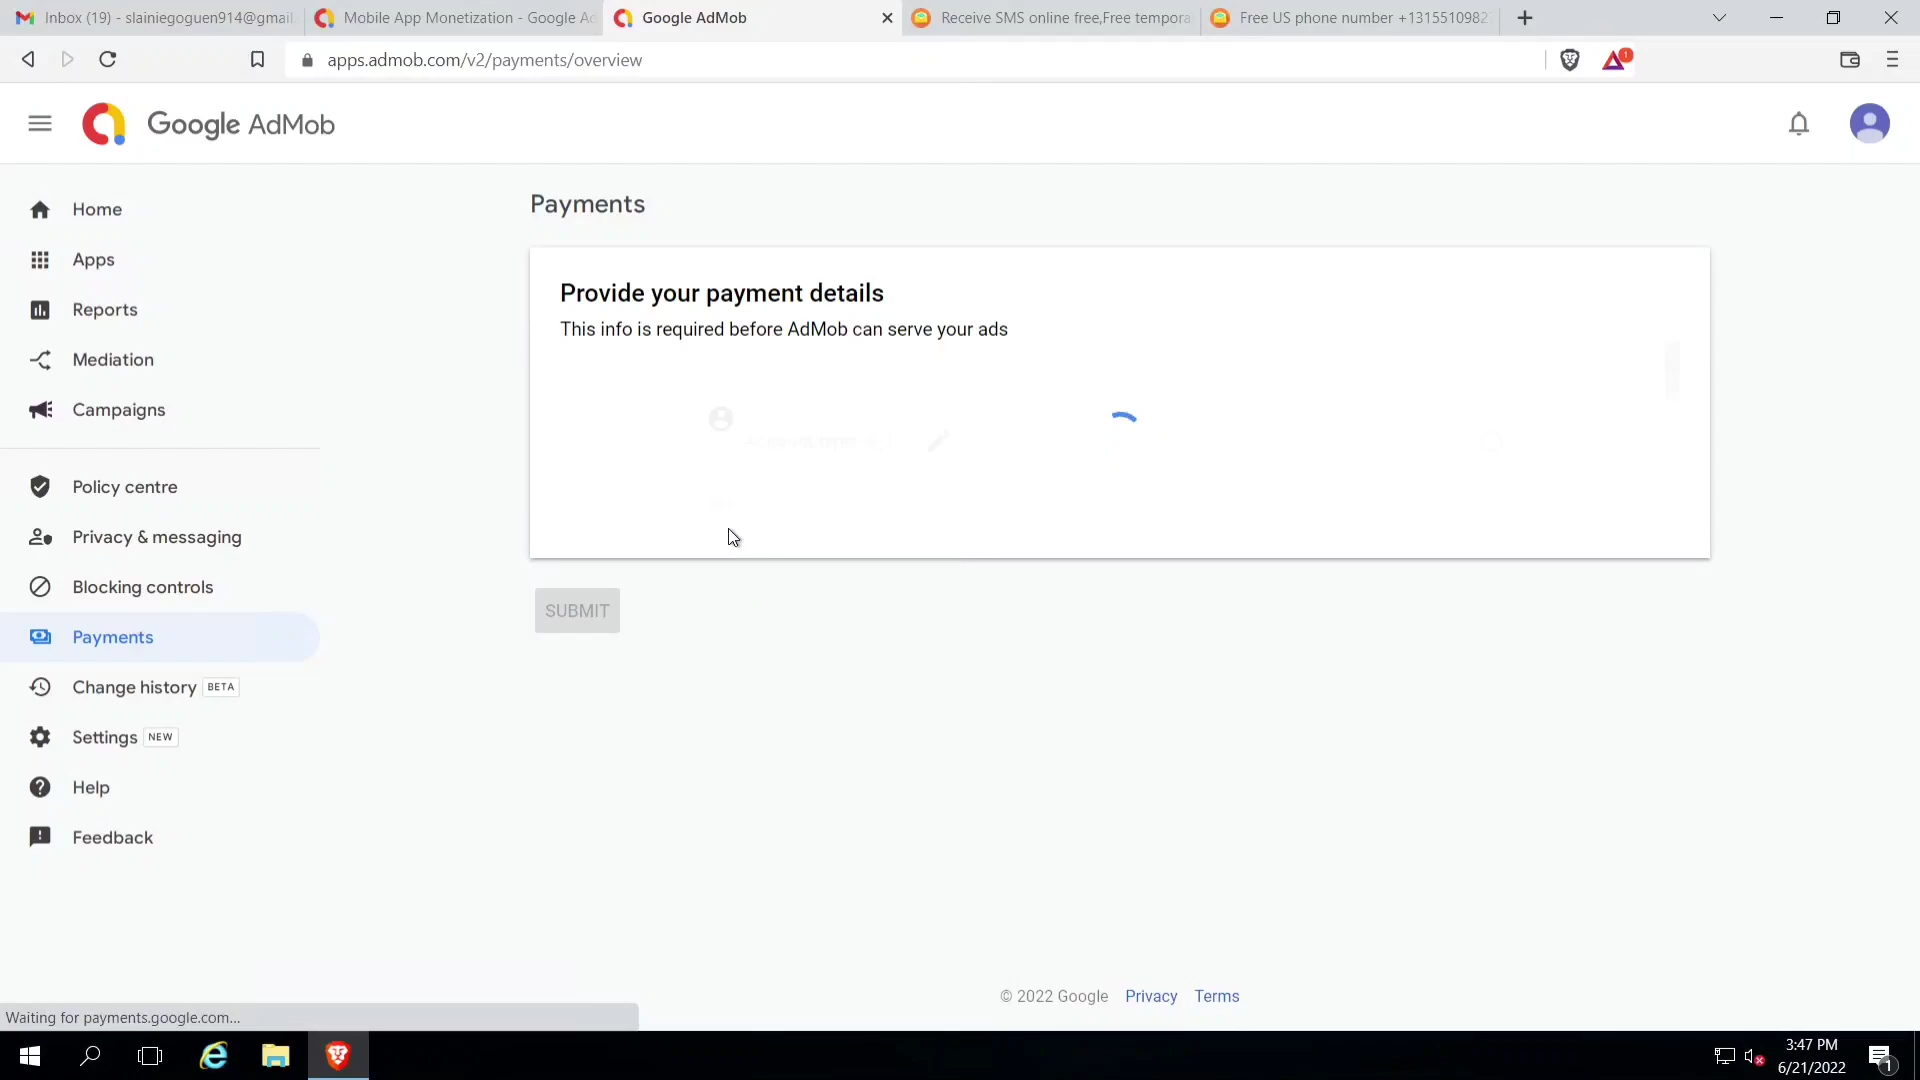 Inbox (19) - slainiegoguen914@gmail.
Mobile App Monetization - Google Ad
Google AdMob
Receive SMS online free,Free tempora
Free US phone number +1315510982
apps.admob.com/v2/payments/overview
1
Google AdMob
Home
Apps
Reports
Mediation
Campaigns
Policy centre
Privacy & messaging
Blocking controls
Payments
Change history BETA
Settings NEW
Help
Feedback
Payments
Provide your payment details
This info is required before AdMob can serve your ads
SUBMIT
© 2022 Google Privacy Terms
Waiting for payments.google.com...
3:47 PM
6/21/2022
1